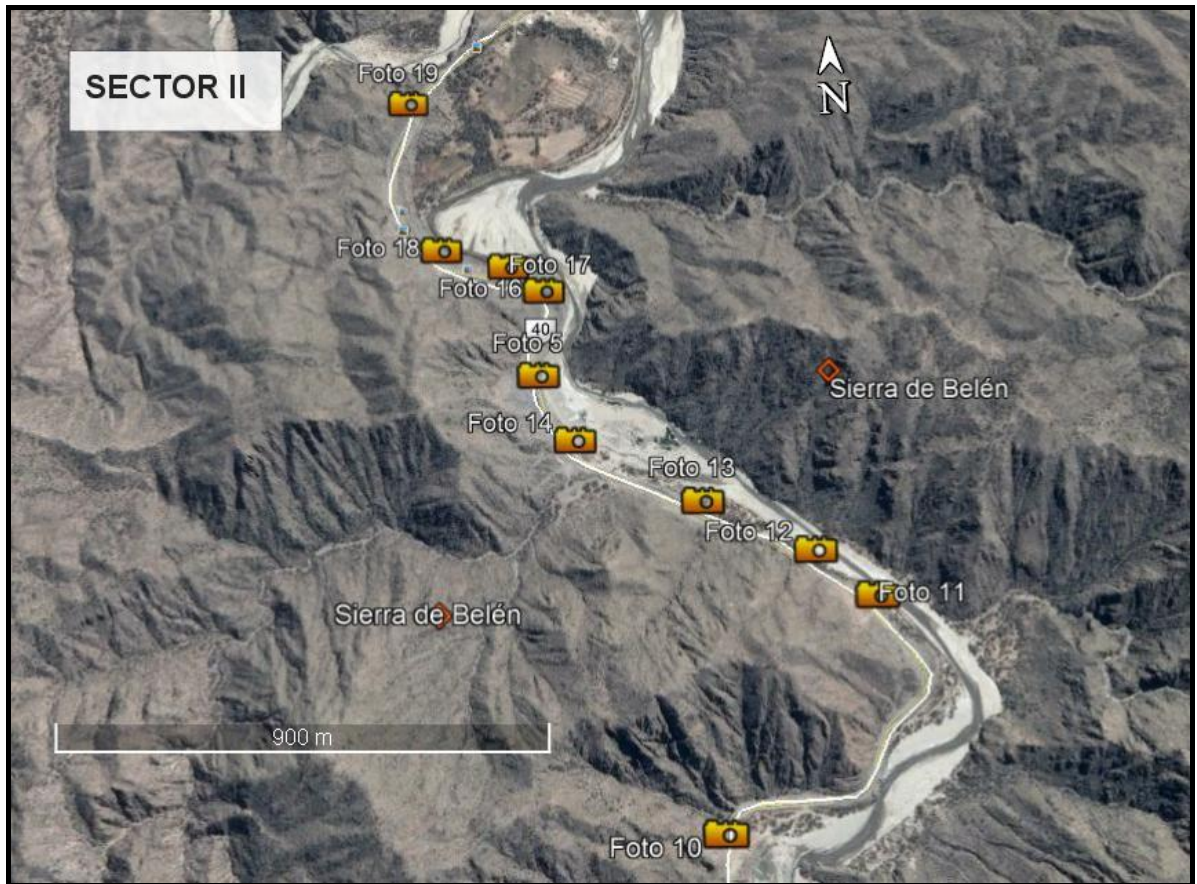 SECTOR II
N
Foto 19
Foto 18
Foto 17
Foto 16
40
Foto 5
Sierra de Belén
Foto 14
Foto 13
Foto 12
Foto 11
Sierra de Belén
900 m
Foto 10